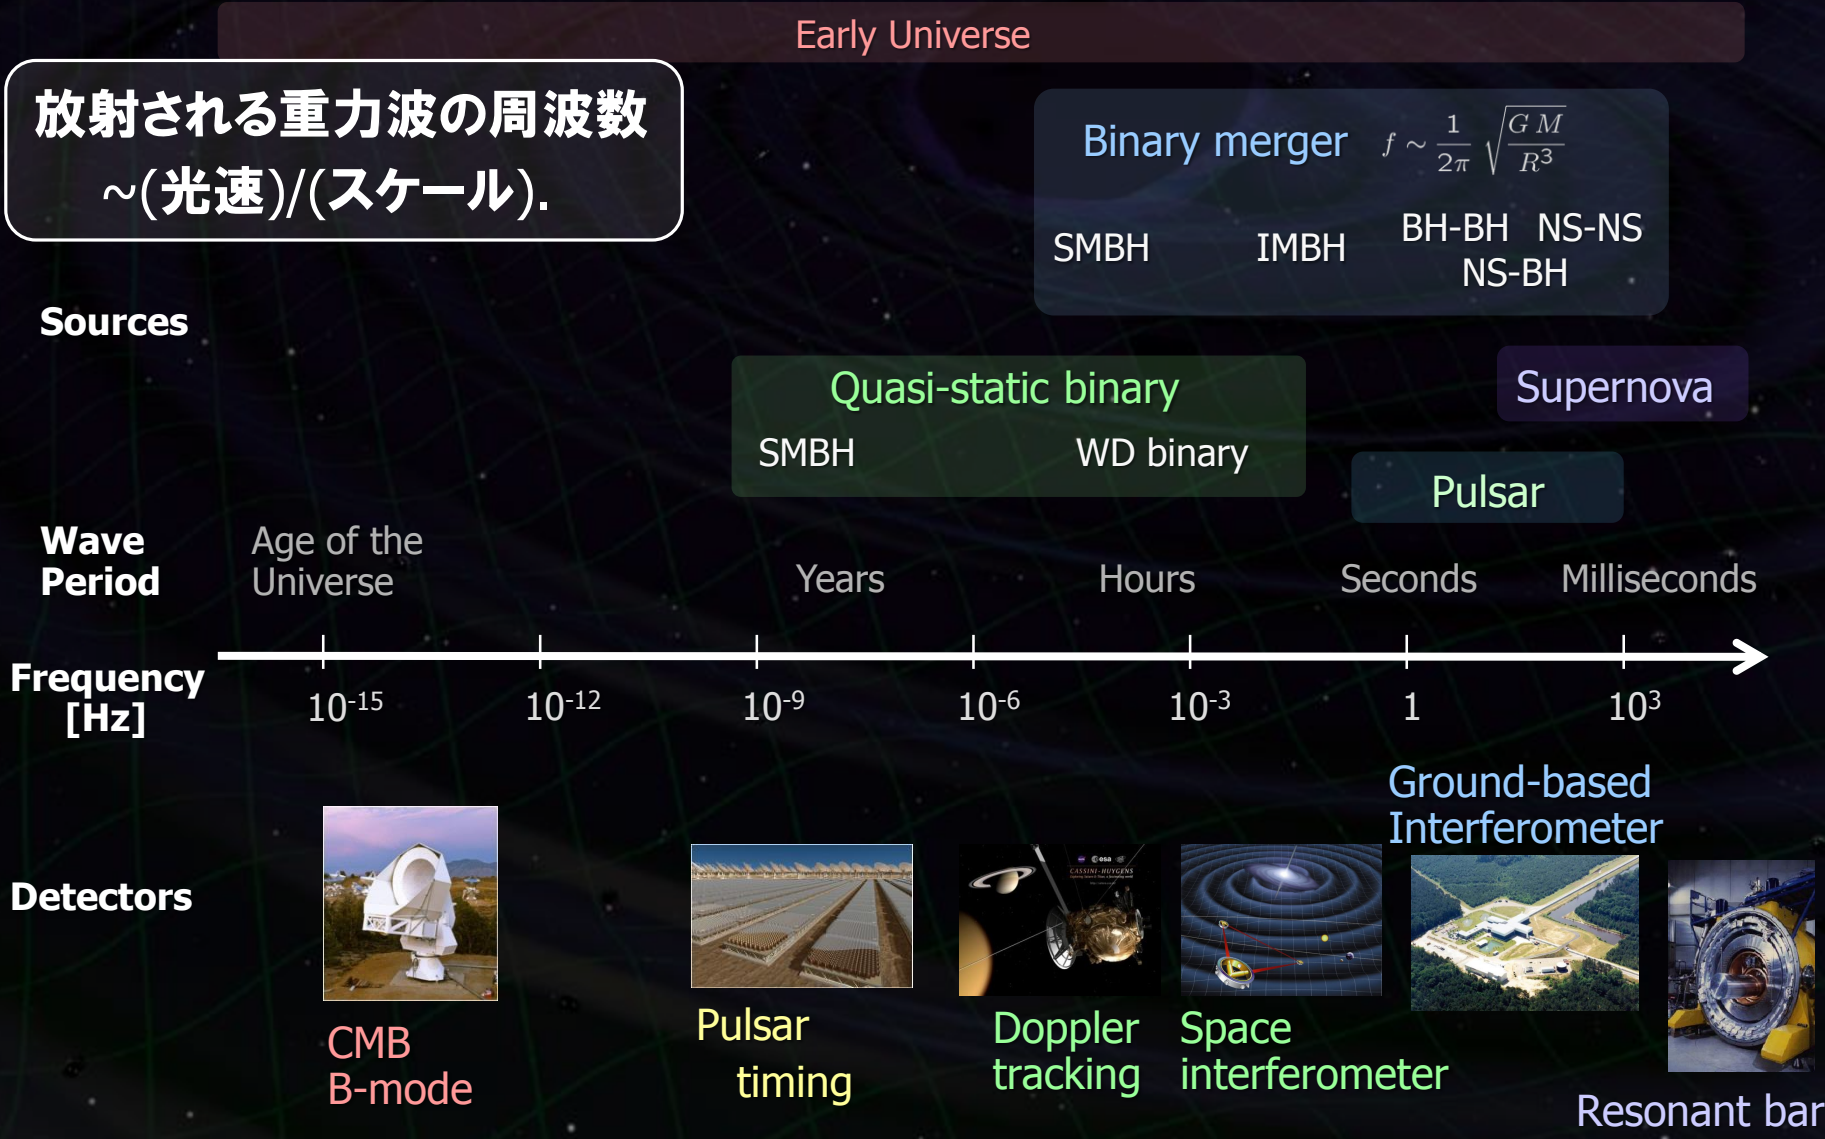 Early Universe
放射される重力波の周波数
~(光速)/(スケール).
Binary merger f ~ 1/2π √(G M/R³)
SMBH IMBH BH-BH NS-NS
NS-BH
Sources
Quasi-static binary
SMBH WD binary
Supernova
Pulsar
Wave
Period
Age of the
Universe
Years Hours Seconds Milliseconds
Frequency
[Hz]
10⁻¹⁵ 10⁻¹² 10⁻⁹ 10⁻⁶ 10⁻³ 1 10³
Detectors
Ground-based
Interferometer
esa
CASSINI-HUYGENS
CMB
B-mode
Pulsar
timing
Doppler
tracking
Space
interferometer
Resonant bar